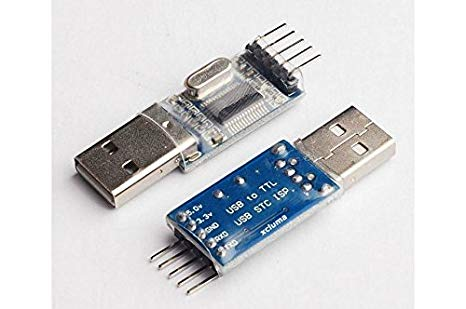 5.0v
3.3v
GND
RXD
TXD
USB to TTL
USB STC ISP
xcluma